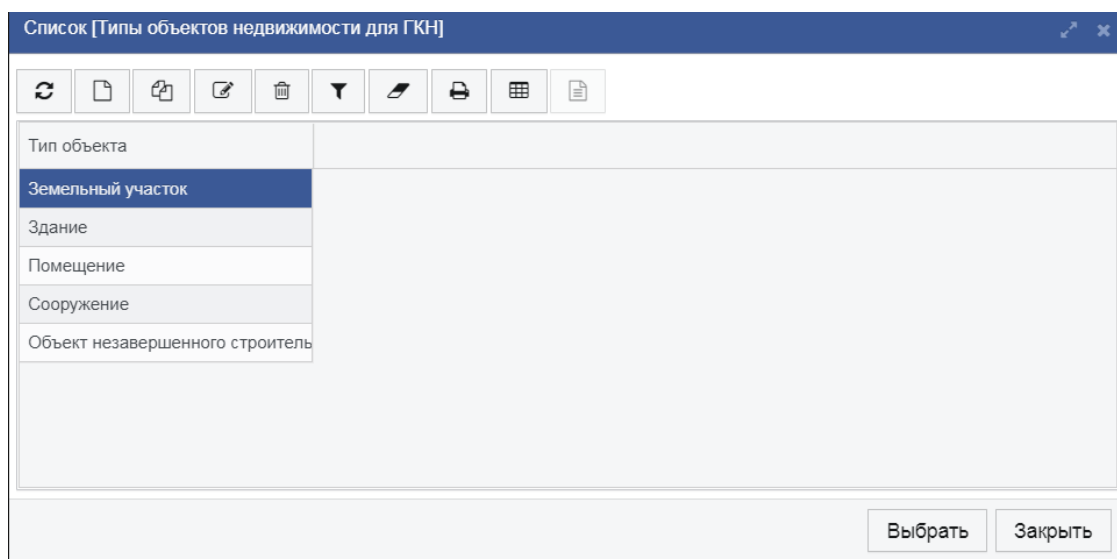 Список [Типы объектов недвижимости для ГКН]
Тип объекта
Земельный участок
Здание
Помещение
Сооружение
Объект незавершенного строитель
Выбрать Закрыть